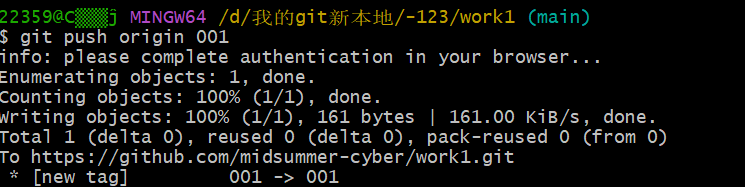 22359@C MINGW64 /d/我的git新本地/-123/work1 (main)
$ git push origin 001
info: please complete authentication in your browser...
Enumerating objects: 1, done.
Counting objects: 100% (1/1), done.
Writing objects: 100% (1/1), 161 bytes | 161.00 KiB/s, done.
Total 1 (delta 0), reused 0 (delta 0), pack-reused 0 (from 0)
To https://github.com/midsummer-cyber/work1.git
 * [new tag]         001 -> 001